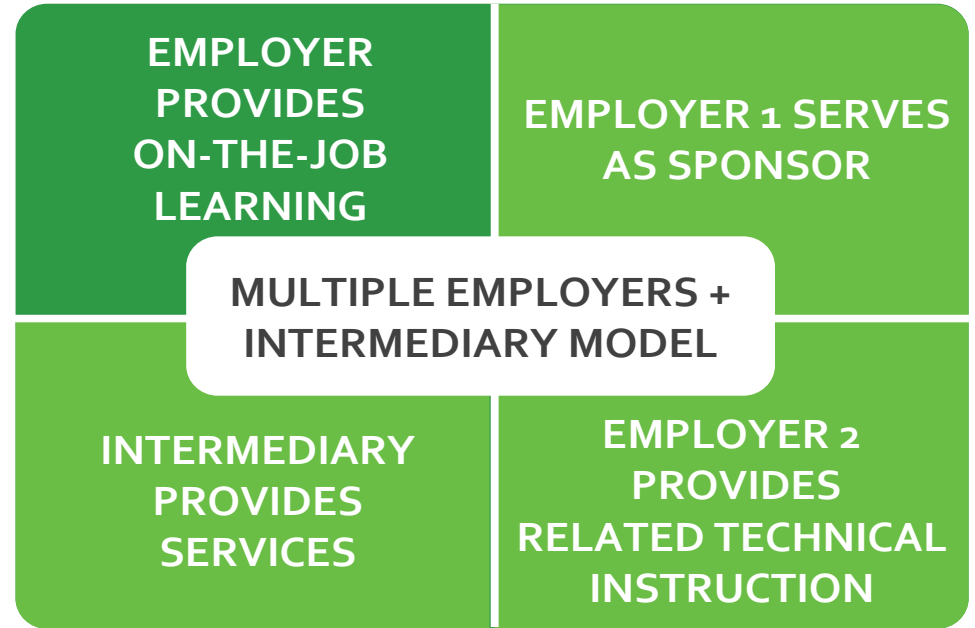 EMPLOYER
PROVIDES
ON-THE-JOB
LEARNING
EMPLOYER 1 SERVES
AS SPONSOR
MULTIPLE EMPLOYERS +
INTERMEDIARY MODEL
INTERMEDIARY
PROVIDES
SERVICES
EMPLOYER 2
PROVIDES
RELATED TECHNICAL
INSTRUCTION